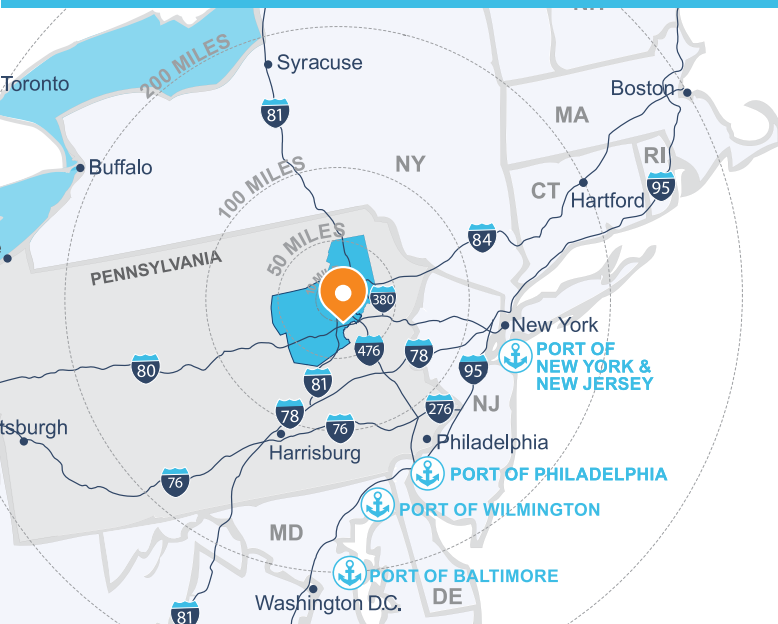 NH
200 MILES
Syracuse
Toronto
Boston
81
MA
Buffalo
NY
RI
100 MILES
CT
95
Hartford
50 MILES
84
PENNSYLVANIA
380
New York
476
78
PORT OF
NEW YORK &
NEW JERSEY
80
95
81
NJ
78
276
76
tsburgh
Harrisburg
Philadelphia
PORT OF PHILADELPHIA
76
PORT OF WILMINGTON
MD
PORT OF BALTIMORE
Washington D.C.
DE
81